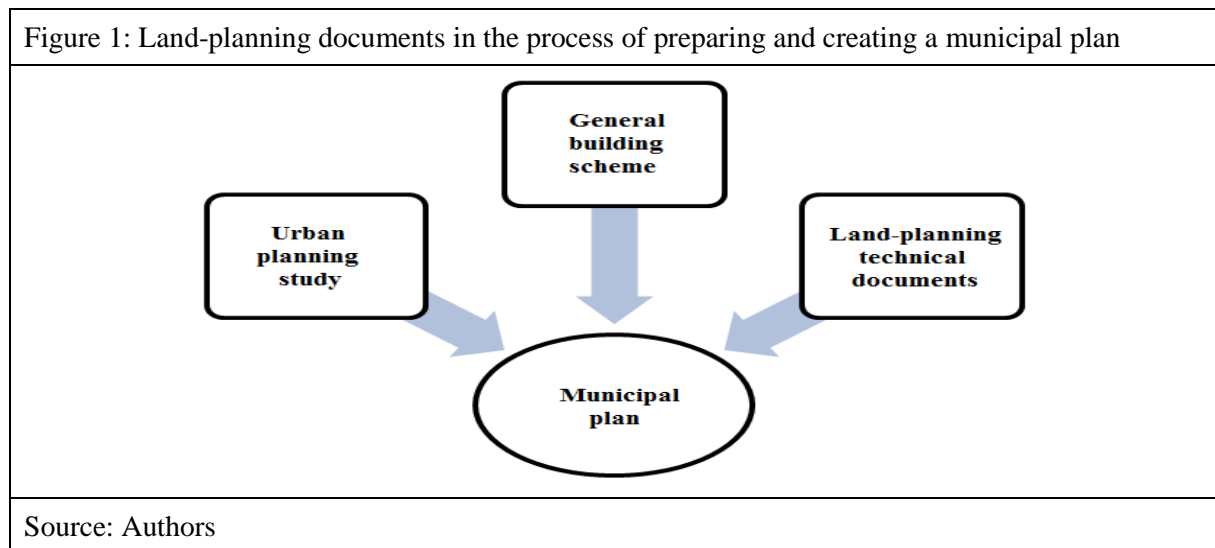 Figure 1: Land-planning documents in the process of preparing and creating a municipal plan
General
building
scheme
Urban
planning
study
Land-planning
technical
documents
Municipal
plan
Source: Authors